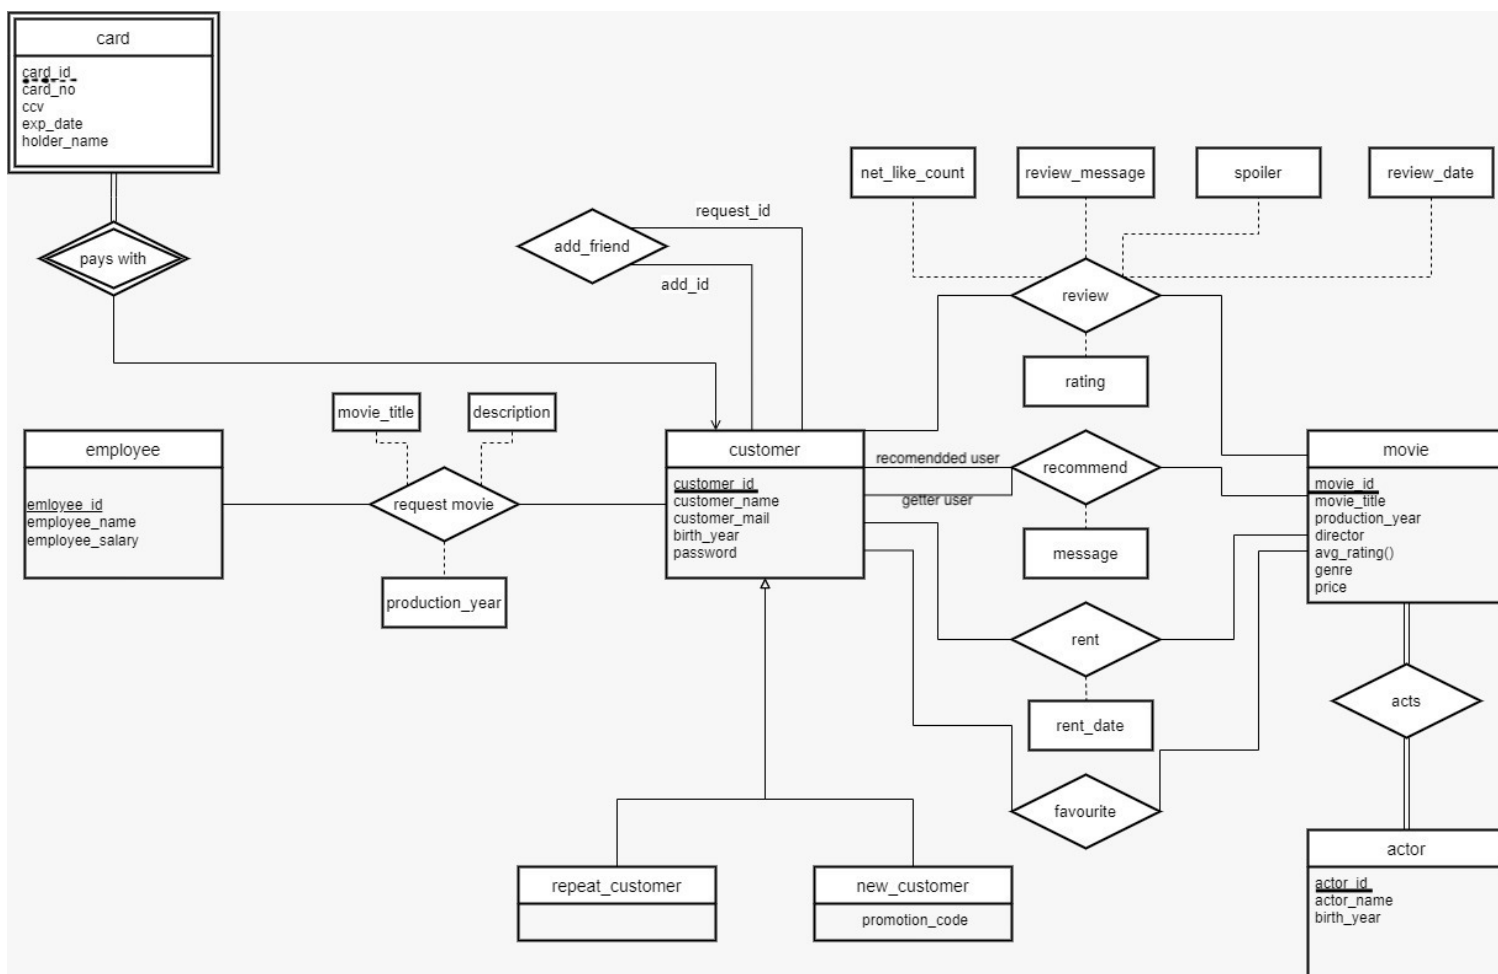 card
card_id
card_no
ccv
exp_date
holder_name
net_like_count
review_message
spoiler
review_date
request_id
add_friend
pays with
add_id
review
rating
movie_title
description
employee
customer
recomendded user
recommend
movie
emloyee_id
employee_name
employee_salary
request movie
customer_id
customer_name
customer_mail
birth_year
password
getter user
movie_id
movie_title
production_year
director
avg_rating()
genre
price
message
production_year
rent
acts
rent_date
favourite
actor
actor_id
actor_name
birth_year
repeat_customer
new_customer
promotion_code